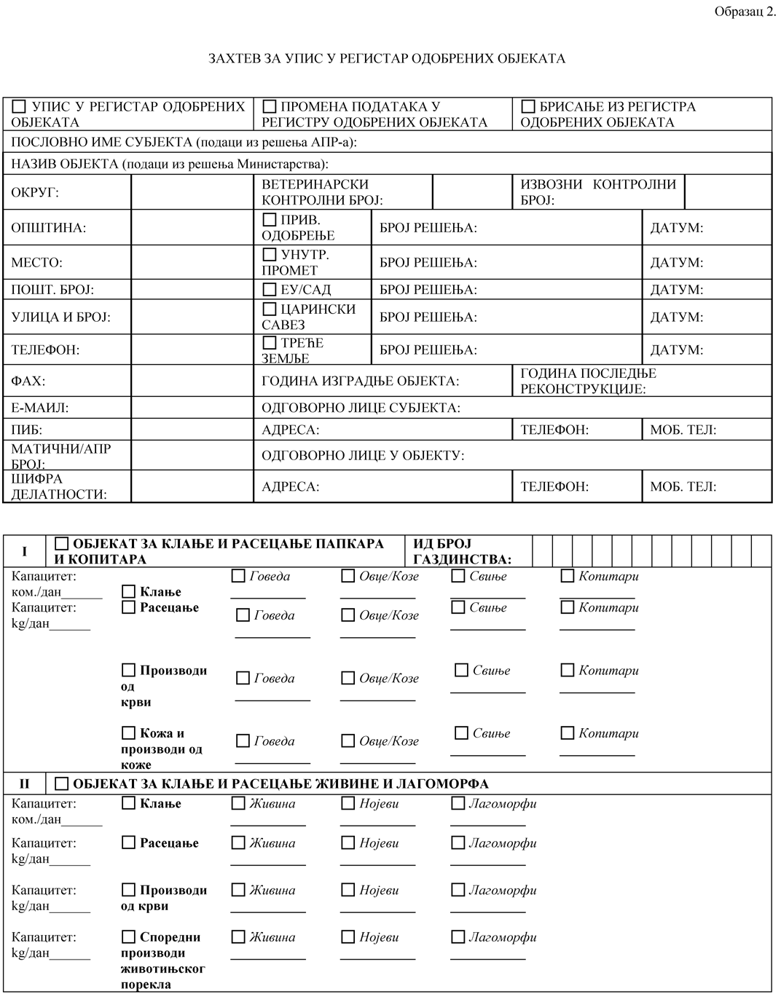 Образац 2.
ЗАХТЕВ ЗА УПИС У РЕГИСТАР ОДОБРЕНИХ ОБЈЕКАТА
УПИС У РЕГИСТАР ОДОБРЕНИХ
ОБЈЕКАТА
ПРОМЕНА ПОДАТАКА У
РЕГИСТРУ ОДОБРЕНИХ ОБЈЕКАТА
БРИСАЊЕ ИЗ РЕГИСТРА
ОДОБРЕНИХ ОБЈЕКАТА
ПОСЛОВНО ИМЕ СУБЈЕКТА (подаци из решења АПР-а):
НАЗИВ ОБЈЕКТА (подаци из решења Министарства):
ОКРУГ:
ВЕТЕРИНАРСКИ
КОНТРОЛНИ БРОЈ:
ИЗВОЗНИ КОНТРОЛНИ
БРОЈ:
ОПШТИНА:
ПРИВ.
ОДОБРЕЊЕ
БРОЈ РЕШЕЊА:
ДАТУМ:
МЕСТО:
УНУТР.
ПРОМЕТ
БРОЈ РЕШЕЊА:
ДАТУМ:
ПОШТ. БРОЈ:
ЕУ/САД
БРОЈ РЕШЕЊА:
ДАТУМ:
УЛИЦА И БРОЈ:
ЦАРИНСКИ
САВЕЗ
БРОЈ РЕШЕЊА:
ДАТУМ:
ТЕЛЕФОН:
ТРЕЋЕ
ЗЕМЉЕ
БРОЈ РЕШЕЊА:
ДАТУМ:
ФАХ:
ГОДИНА ИЗГРАДЊЕ ОБЈЕКТА:
ГОДИНА ПОСЛЕДЊЕ
РЕКОНСТРУКЦИЈЕ:
Е-МАИЛ:
ОДГОВОРНО ЛИЦЕ СУБЈЕКТА:
ПИБ:
АДРЕСА:
ТЕЛЕФОН:
МОБ. ТЕЛ:
МАТИЧНИ/АПР
БРОЈ:
ОДГОВОРНО ЛИЦЕ У ОБЈЕКТУ:
ШИФРА
ДЕЛАТНОСТИ:
АДРЕСА:
ТЕЛЕФОН:
МОБ. ТЕЛ:
I
ОБЈЕКАТ ЗА КЛАЊЕ И РАСЕЦАЊЕ ПАПКАРА
И КОПИТАРА
ИД БРОЈ
ГАЗДИНСТВА:
Капацитет:
ком./дан______
Клање
Говеда
Овце/Козе
Свиње
Копитари
Капацитет:
kg/дан______
Расецање
Говеда
Овце/Козе
Свиње
Копитари
Производи
од
крви
Говеда
Овце/Козе
Свиње
Копитари
Кожа и
производи од
коже
Говеда
Овце/Козе
Свиње
Копитари
II
ОБЈЕКАТ ЗА КЛАЊЕ И РАСЕЦАЊЕ ЖИВИНЕ И ЛАГОМОРФА
Капацитет:
ком./дан______
Клање
Живина
Нојеви
Лагоморфи
Капацитет:
kg/дан______
Расецање
Живина
Нојеви
Лагоморфи
Капацитет:
kg/дан______
Производи
од крви
Живина
Нојеви
Лагоморфи
Капацитет:
kg/дан______
Споредни
производи
животињског
порекла
Живина
Нојеви
Лагоморфи